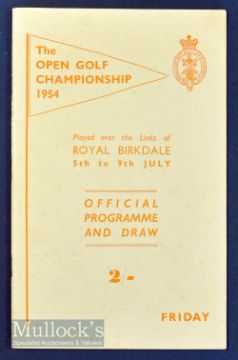 The
OPEN GOLF
CHAMPIONSHIP
1954
Played over the Links of
ROYAL BIRKDALE
5th to 9th JULY
OFFICIAL
PROGRAMME
AND DRAW
2/-
FRIDAY
Mullock's
Specialist Auctioneers & Valuers